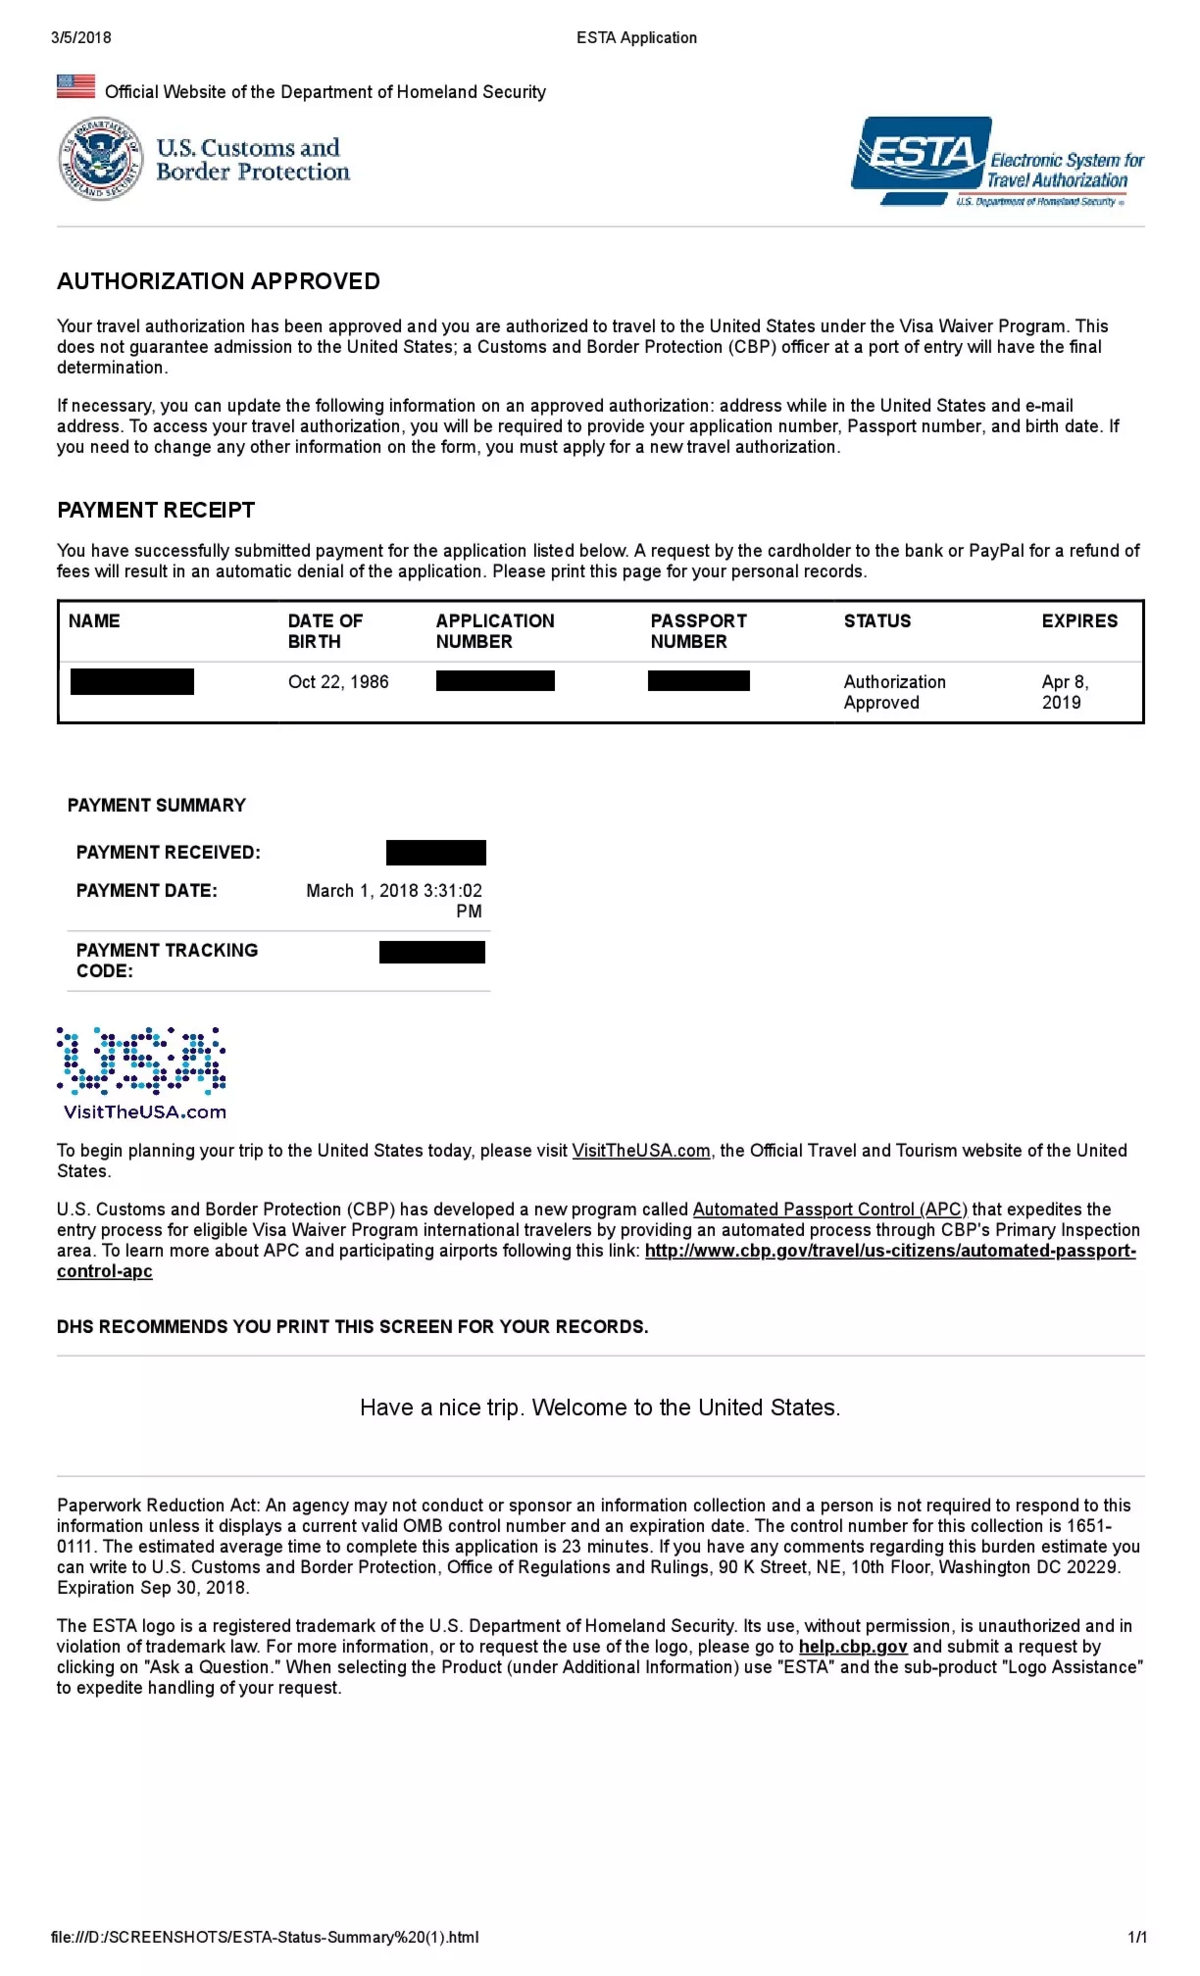 3/5/2018 ESTA Application
Official Website of the Department of Homeland Security
U.S. Customs and
Border Protection
ESTA Electronic System for
Travel Authorization
U.S. Department of Homeland Security ®
AUTHORIZATION APPROVED
Your travel authorization has been approved and you are authorized to travel to the United States under the Visa Waiver Program. This
does not guarantee admission to the United States; a Customs and Border Protection (CBP) officer at a port of entry will have the final
determination.
If necessary, you can update the following information on an approved authorization: address while in the United States and e-mail
address. To access your travel authorization, you will be required to provide your application number, Passport number, and birth date. If
you need to change any other information on the form, you must apply for a new travel authorization.
PAYMENT RECEIPT
You have successfully submitted payment for the application listed below. A request by the cardholder to the bank or PayPal for a refund of
fees will result in an automatic denial of the application. Please print this page for your personal records.
NAME DATE OF APPLICATION PASSPORT STATUS EXPIRES
BIRTH NUMBER NUMBER
Oct 22, 1986 Authorization Apr 8,
Approved 2019
PAYMENT SUMMARY
PAYMENT RECEIVED:
PAYMENT DATE: March 1, 2018 3:31:02
PM
PAYMENT TRACKING
CODE:
USA
VisitTheUSA.com
To begin planning your trip to the United States today, please visit VisitTheUSA.com, the Official Travel and Tourism website of the United
States.
U.S. Customs and Border Protection (CBP) has developed a new program called Automated Passport Control (APC) that expedites the
entry process for eligible Visa Waiver Program international travelers by providing an automated process through CBP's Primary Inspection
area. To learn more about APC and participating airports following this link: http://www.cbp.gov/travel/us-citizens/automated-passport-
control-apc
DHS RECOMMENDS YOU PRINT THIS SCREEN FOR YOUR RECORDS.
Have a nice trip. Welcome to the United States.
Paperwork Reduction Act: An agency may not conduct or sponsor an information collection and a person is not required to respond to this
information unless it displays a current valid OMB control number and an expiration date. The control number for this collection is 1651-
0111. The estimated average time to complete this application is 23 minutes. If you have any comments regarding this burden estimate you
can write to U.S. Customs and Border Protection, Office of Regulations and Rulings, 90 K Street, NE, 10th Floor, Washington DC 20229.
Expiration Sep 30, 2018.
The ESTA logo is a registered trademark of the U.S. Department of Homeland Security. Its use, without permission, is unauthorized and in
violation of trademark law. For more information, or to request the use of the logo, please go to help.cbp.gov and submit a request by
clicking on "Ask a Question." When selecting the Product (under Additional Information) use "ESTA" and the sub-product "Logo Assistance"
to expedite handling of your request.
file:///D:/SCREENSHOTS/ESTA-Status-Summary%20(1).html 1/1